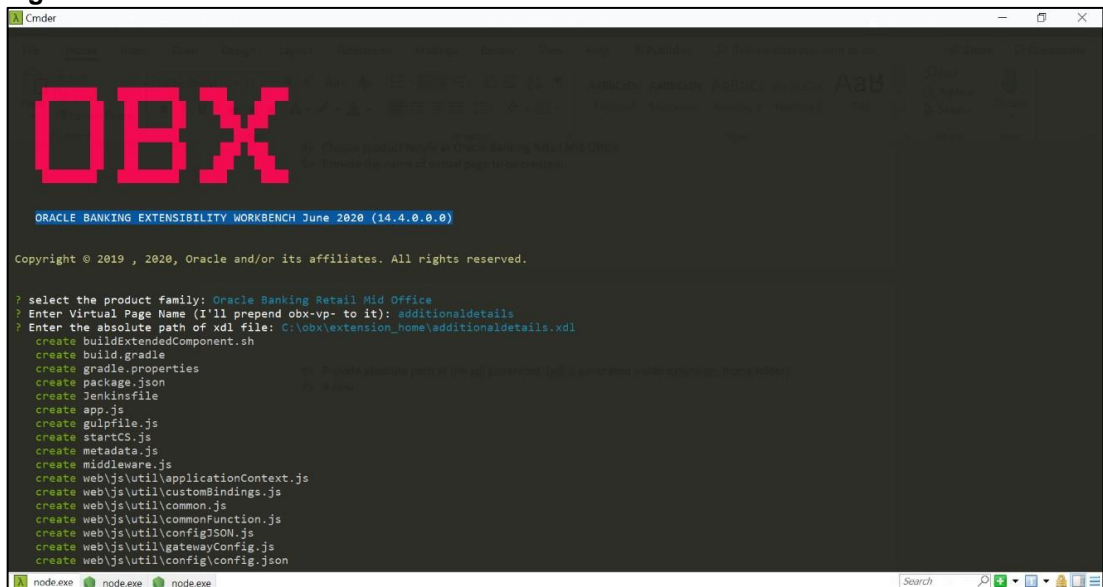 Cmder
OBX
ORACLE BANKING EXTENSIBILITY WORKBENCH June 2020 (14.4.0.0.0)
Copyright © 2019 , 2020, Oracle and/or its affiliates. All rights reserved.
? select the product family: Oracle Banking Retail Mid Office
? Enter Virtual Page Name (I'll prepend obx-vp- to it): additionaldetails
? Enter the absolute path of xdl file: C:\obx\extension_home\additionaldetails.xdl
create buildExtendedComponent.sh
create build.gradle
create gradle.properties
create package.json
create Jenkinsfile
create app.js
create gulpfile.js
create startCS.js
create metadata.js
create middleware.js
create web\js\util\applicationContext.js
create web\js\util\customBindings.js
create web\js\util\common.js
create web\js\util\commonFunction.js
create web\js\util\configJSON.js
create web\js\util\gatewayConfig.js
create web\js\util\config\config.json
node.exe node.exe node.exe Search